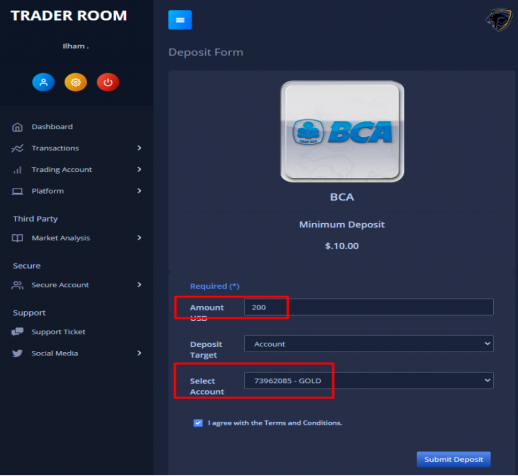 TRADER ROOM
Ilham .
Dashboard
Transactions
Trading Account
Platform
Third Party
Market Analysis
Secure
Secure Account
Support
Support Ticket
Social Media
Deposit Form
BCA
BCA
Minimum Deposit
$.10.00
Required (*)
Amount
USD
200
Deposit
Target
Account
Select
Account
73962085 - GOLD
I agree with the Terms and Conditions.
Submit Deposit